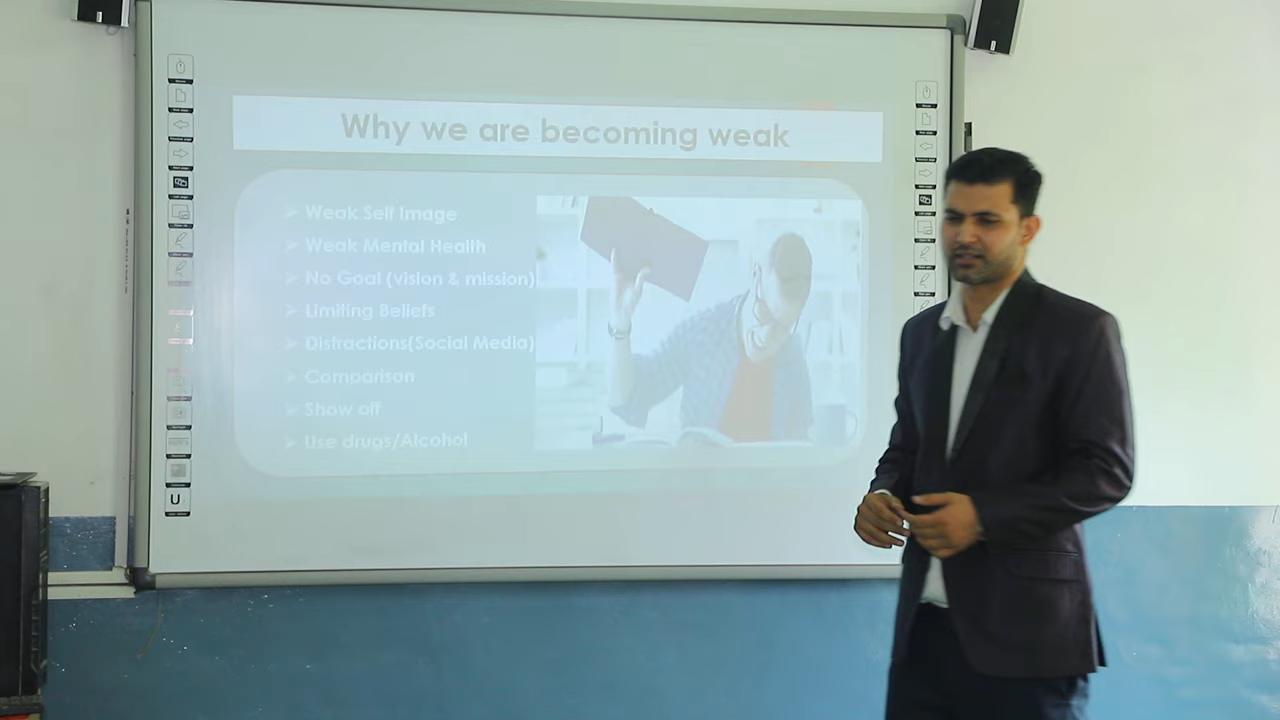 Why we are becoming weak
Weak Self Image
Weak Mental Health
No Goal (vision & mission)
Limiting Beliefs
Distractions(Social Media)
Comparison
Show off
Use drugs/Alcohol
U